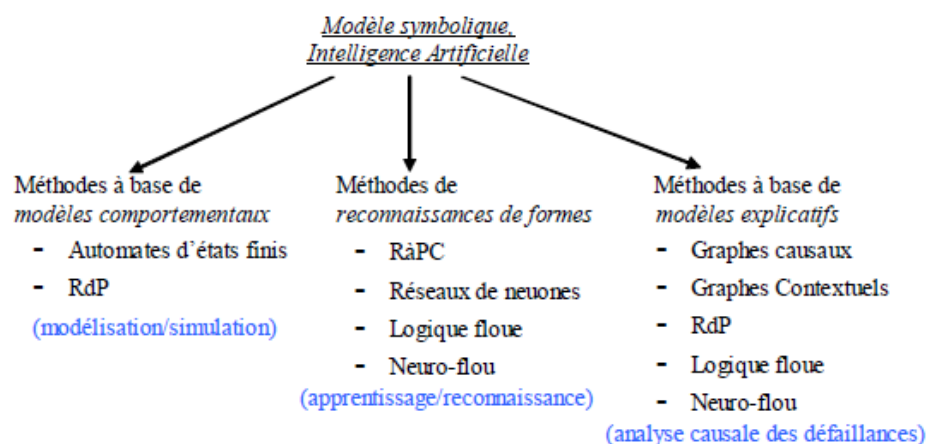 Modèle symbolique,
Intelligence Artificielle
Méthodes à base de
modèles comportementaux
- Automates d'états finis
- RdP
(modélisation/simulation)
Méthodes de
reconnaissances de formes
- RàPC
- Réseaux de neuones
- Logique floue
- Neuro-flou
(apprentissage/reconnaissance)
Méthodes à base de
modèles explicatifs
- Graphes causaux
- Graphes Contextuels
- RdP
- Logique floue
- Neuro-flou
(analyse causale des défaillances)